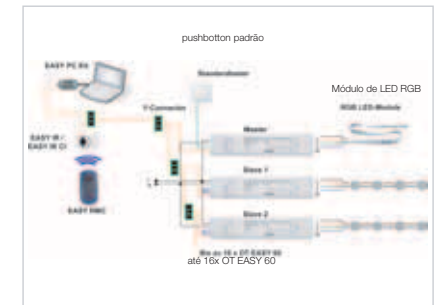 pushbotton padrão
EASY PC Kit
Standardtaster
Módulo de LED RGB
Y-Connector
RGB LED-Module
Master
EASY IR /
EASY IR CI
Slave 1
EASY RMC
Slave 2
Bis zu 16 x OT EASY 60
até 16x OT EASY 60